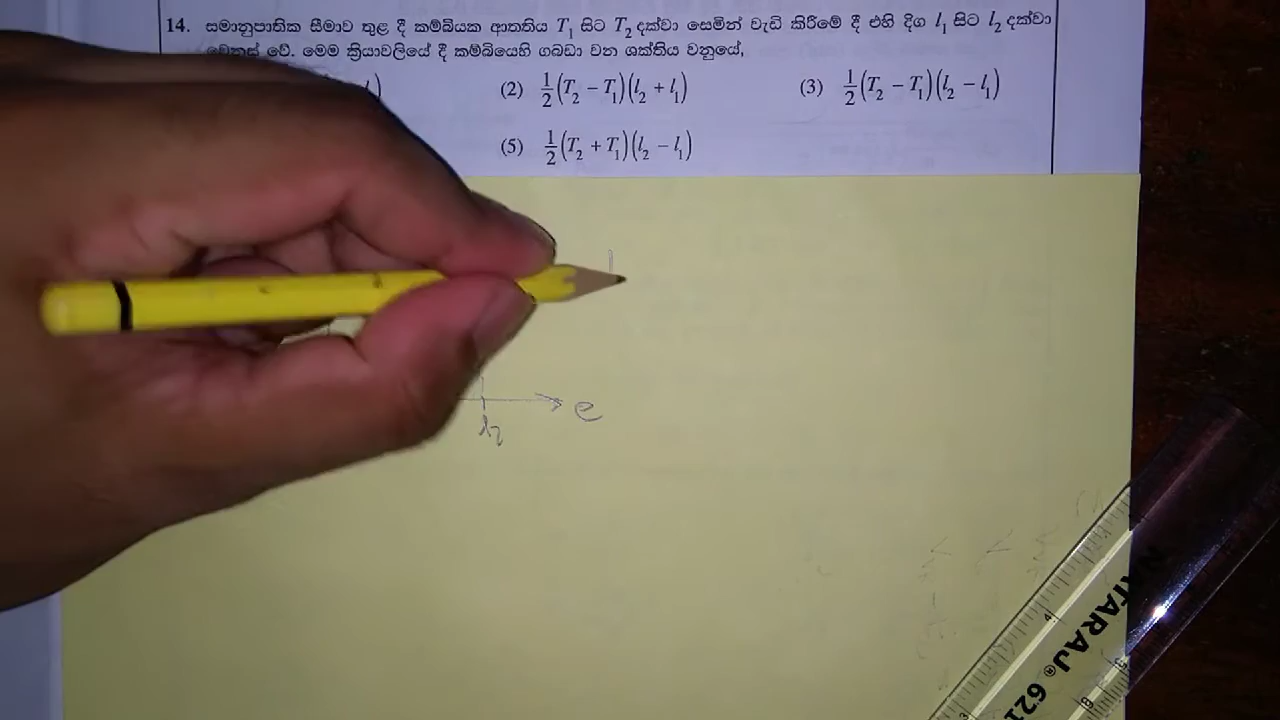 14. සමානුපාතික සීමාව තුළ දී කම්බියක ආතතිය T₁ සිට T₂ දක්වා සෙමින් වැඩි කිරීමේ දී එහි දිග l₁ සිට l₂ දක්වා
වේ. මෙම ක්‍රියාවලියේ දී කම්බියෙහි ගබඩා වන ශක්තිය වනුයේ,
(2) ½(T₂ − T₁)(l₂ + l₁) (3) ½(T₂ − T₁)(l₂ − l₁)
(5) ½(T₂ + T₁)(l₂ − l₁)
e
l₂
NATARAJ® 621